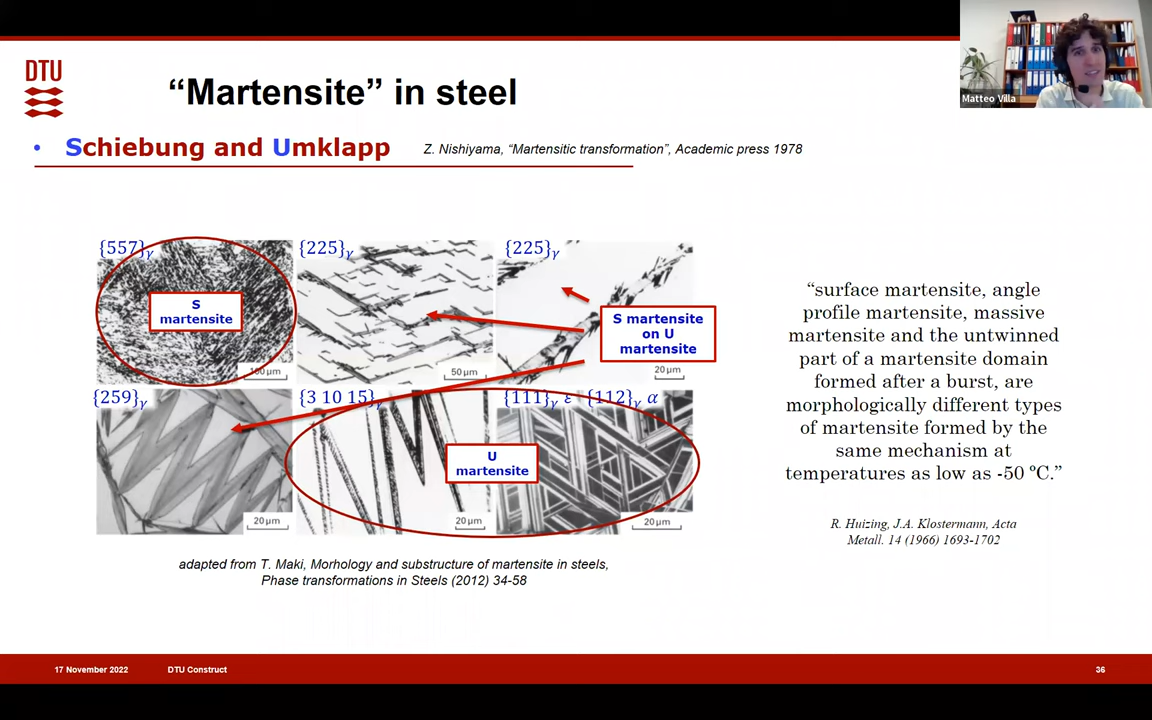 DTU
“Martensite” in steel
Matteo Villa
• Schiebung and Umklapp
Z. Nishiyama, “Martensitic transformation”, Academic press 1978
{557}γ
{225}γ
{225}γ
S
martensite
S martensite
on U
martensite
50 μm
20 μm
{259}γ
{3 10 15}γ
{111}γ ε {112}γ α
U
martensite
20 μm
20 μm
20 μm
“surface martensite, angle
profile martensite, massive
martensite and the untwinned
part of a martensite domain
formed after a burst, are
morphologically different types
of martensite formed by the
same mechanism at
temperatures as low as -50 ºC.”
R. Huizing, J.A. Klostermann, Acta
Metall. 14 (1966) 1693-1702
adapted from T. Maki, Morhology and substructure of martensite in steels,
Phase transformations in Steels (2012) 34-58
17 November 2022
DTU Construct
36